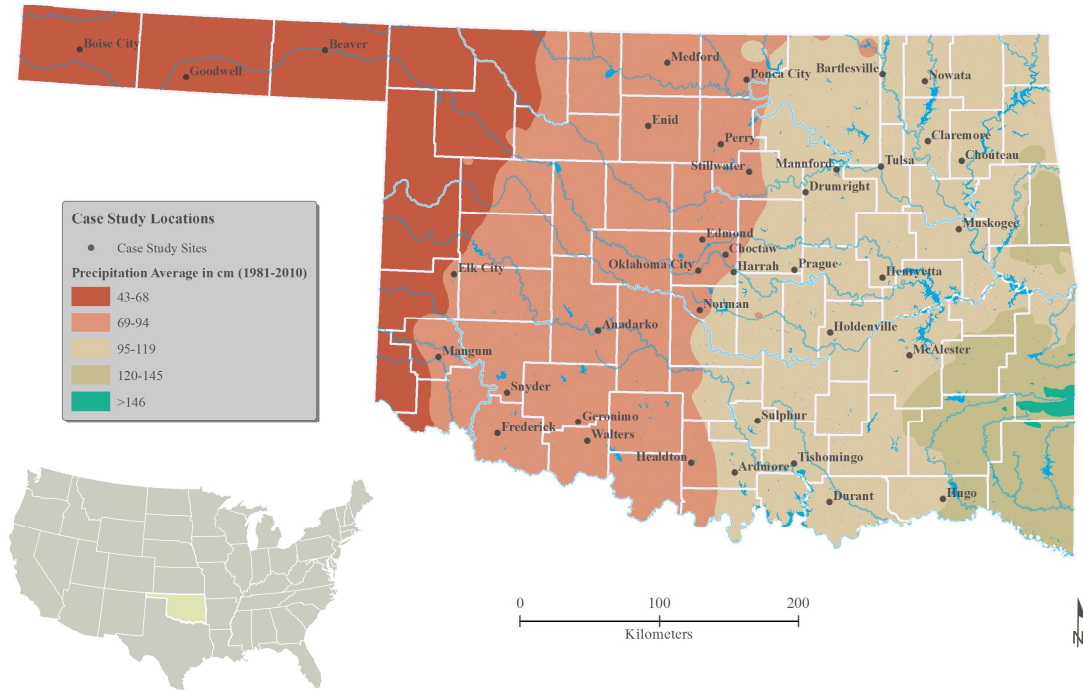 Boise City
Goodwell
Beaver
Medford
Ponca City
Bartlesville
Nowata
Enid
Perry
Stillwater
Mannford
Tulsa
Claremore
Chouteau
Drumright
Muskogee
Edmond
Choctaw
Oklahoma City
Harrah
Prague
Henryetta
Elk City
Norman
Anadarko
Holdenville
McAlester
Mangum
Snyder
Geronimo
Frederick
Walters
Sulphur
Healdton
Ardmore
Tishomingo
Durant
Hugo
Case Study Locations
Case Study Sites
Precipitation Average in cm (1981-2010)
43-68
69-94
95-119
120-145
>146
0 100 200
Kilometers
N